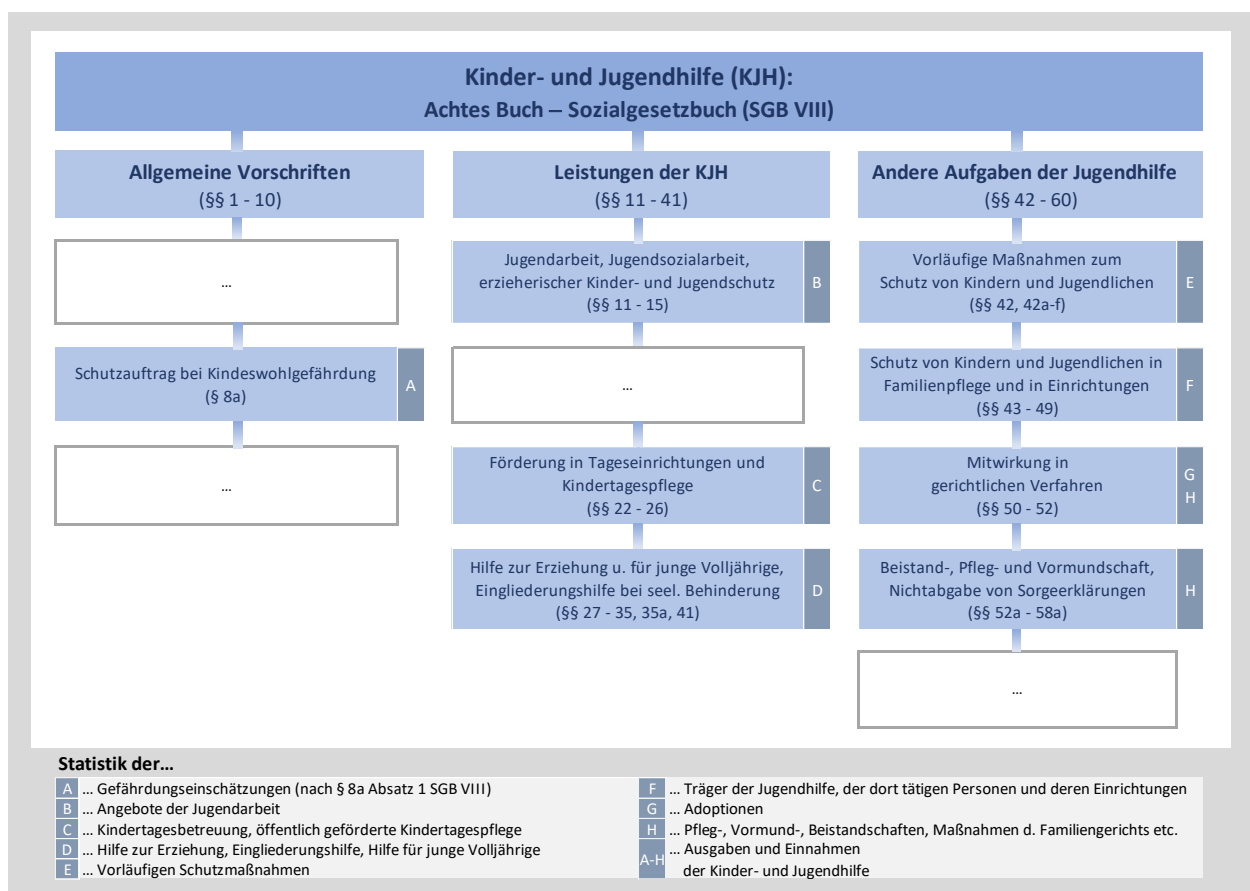 Kinder- und Jugendhilfe (KJH):
Achtes Buch – Sozialgesetzbuch (SGB VIII)
Allgemeine Vorschriften
(§§ 1 - 10)
...
Schutzauftrag bei Kindeswohlgefährdung
(§ 8a)
A
...
Leistungen der KJH
(§§ 11 - 41)
Jugendarbeit, Jugendsozialarbeit,
erzieherischer Kinder- und Jugendschutz
(§§ 11 - 15)
B
...
Förderung in Tageseinrichtungen und
Kindertagespflege
(§§ 22 - 26)
C
Hilfe zur Erziehung u. für junge Volljährige,
Eingliederungshilfe bei seel. Behinderung
(§§ 27 - 35, 35a, 41)
D
Andere Aufgaben der Jugendhilfe
(§§ 42 - 60)
Vorläufige Maßnahmen zum
Schutz von Kindern und Jugendlichen
(§§ 42, 42a-f)
E
Schutz von Kindern und Jugendlichen in
Familienpflege und in Einrichtungen
(§§ 43 - 49)
F
Mitwirkung in
gerichtlichen Verfahren
(§§ 50 - 52)
G
H
Beistand-, Pfleg- und Vormundschaft,
Nichtabgabe von Sorgeerklärungen
(§§ 52a - 58a)
H
...
Statistik der...
A ... Gefährdungseinschätzungen (nach § 8a Absatz 1 SGB VIII)
B ... Angebote der Jugendarbeit
C ... Kindertagesbetreuung, öffentlich geförderte Kindertagespflege
D ... Hilfe zur Erziehung, Eingliederungshilfe, Hilfe für junge Volljährige
E ... Vorläufigen Schutzmaßnahmen
F ... Träger der Jugendhilfe, der dort tätigen Personen und deren Einrichtungen
G ... Adoptionen
H ... Pfleg-, Vormund-, Beistandschaften, Maßnahmen d. Familiengerichts etc.
A-H ... Ausgaben und Einnahmen
der Kinder- und Jugendhilfe